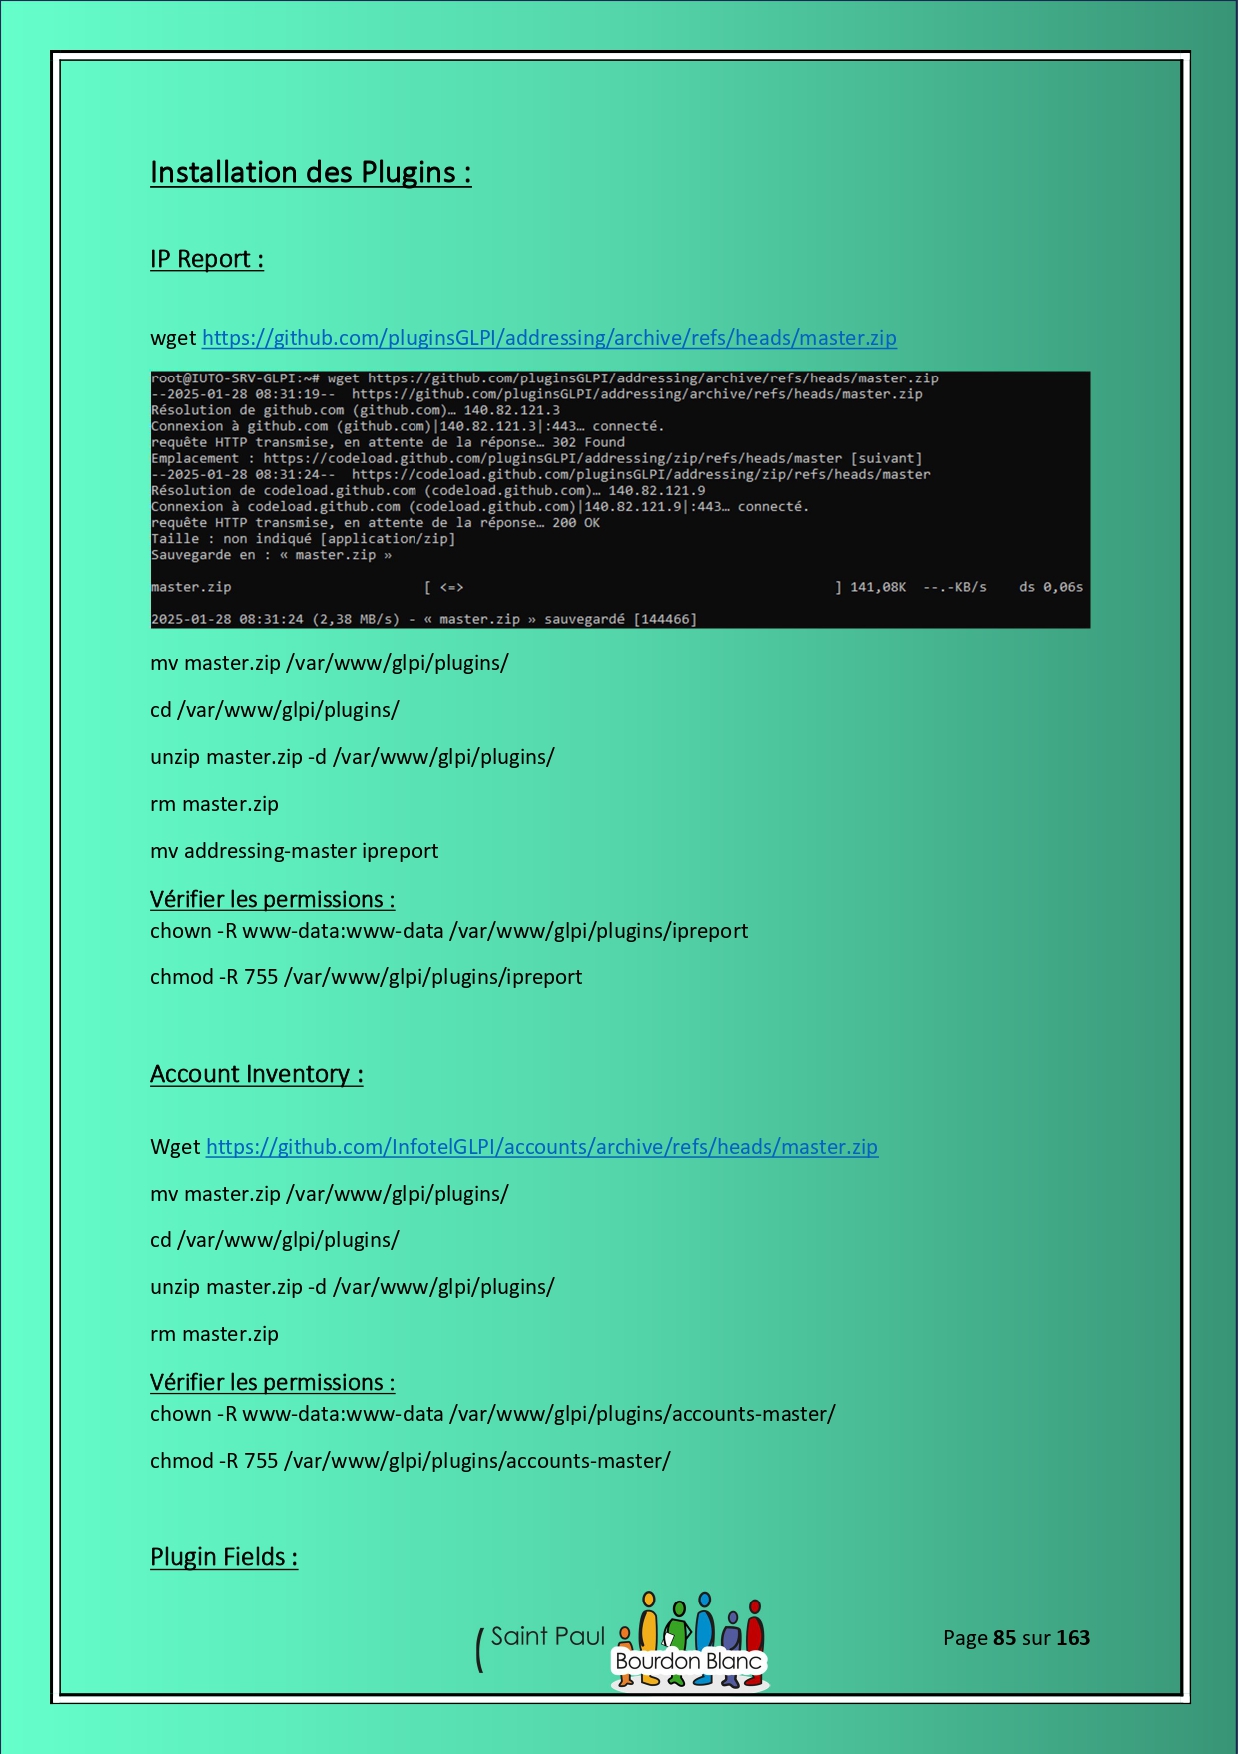 Installation des Plugins :
IP Report :
wget https://github.com/pluginsGLPI/addressing/archive/refs/heads/master.zip
root@IUTO-SRV-GLPI:~# wget https://github.com/pluginsGLPI/addressing/archive/refs/heads/master.zip
--2025-01-28 08:31:19--  https://github.com/pluginsGLPI/addressing/archive/refs/heads/master.zip
Résolution de github.com (github.com)… 140.82.121.3
Connexion à github.com (github.com)|140.82.121.3|:443… connecté.
requête HTTP transmise, en attente de la réponse… 302 Found
Emplacement : https://codeload.github.com/pluginsGLPI/addressing/zip/refs/heads/master [suivant]
--2025-01-28 08:31:24--  https://codeload.github.com/pluginsGLPI/addressing/zip/refs/heads/master
Résolution de codeload.github.com (codeload.github.com)… 140.82.121.9
Connexion à codeload.github.com (codeload.github.com)|140.82.121.9|:443… connecté.
requête HTTP transmise, en attente de la réponse… 200 OK
Taille : non indiqué [application/zip]
Sauvegarde en : « master.zip »
master.zip [ <=> ] 141,08K --.-KB/s ds 0,06s
2025-01-28 08:31:24 (2,38 MB/s) - « master.zip » sauvegardé [144466]
mv master.zip /var/www/glpi/plugins/
cd /var/www/glpi/plugins/
unzip master.zip -d /var/www/glpi/plugins/
rm master.zip
mv addressing-master ipreport
Vérifier les permissions :
chown -R www-data:www-data /var/www/glpi/plugins/ipreport
chmod -R 755 /var/www/glpi/plugins/ipreport
Account Inventory :
Wget https://github.com/InfotelGLPI/accounts/archive/refs/heads/master.zip
mv master.zip /var/www/glpi/plugins/
cd /var/www/glpi/plugins/
unzip master.zip -d /var/www/glpi/plugins/
rm master.zip
Vérifier les permissions :
chown -R www-data:www-data /var/www/glpi/plugins/accounts-master/
chmod -R 755 /var/www/glpi/plugins/accounts-master/
Plugin Fields :
Saint Paul
Bourdon Blanc
Page 85 sur 163